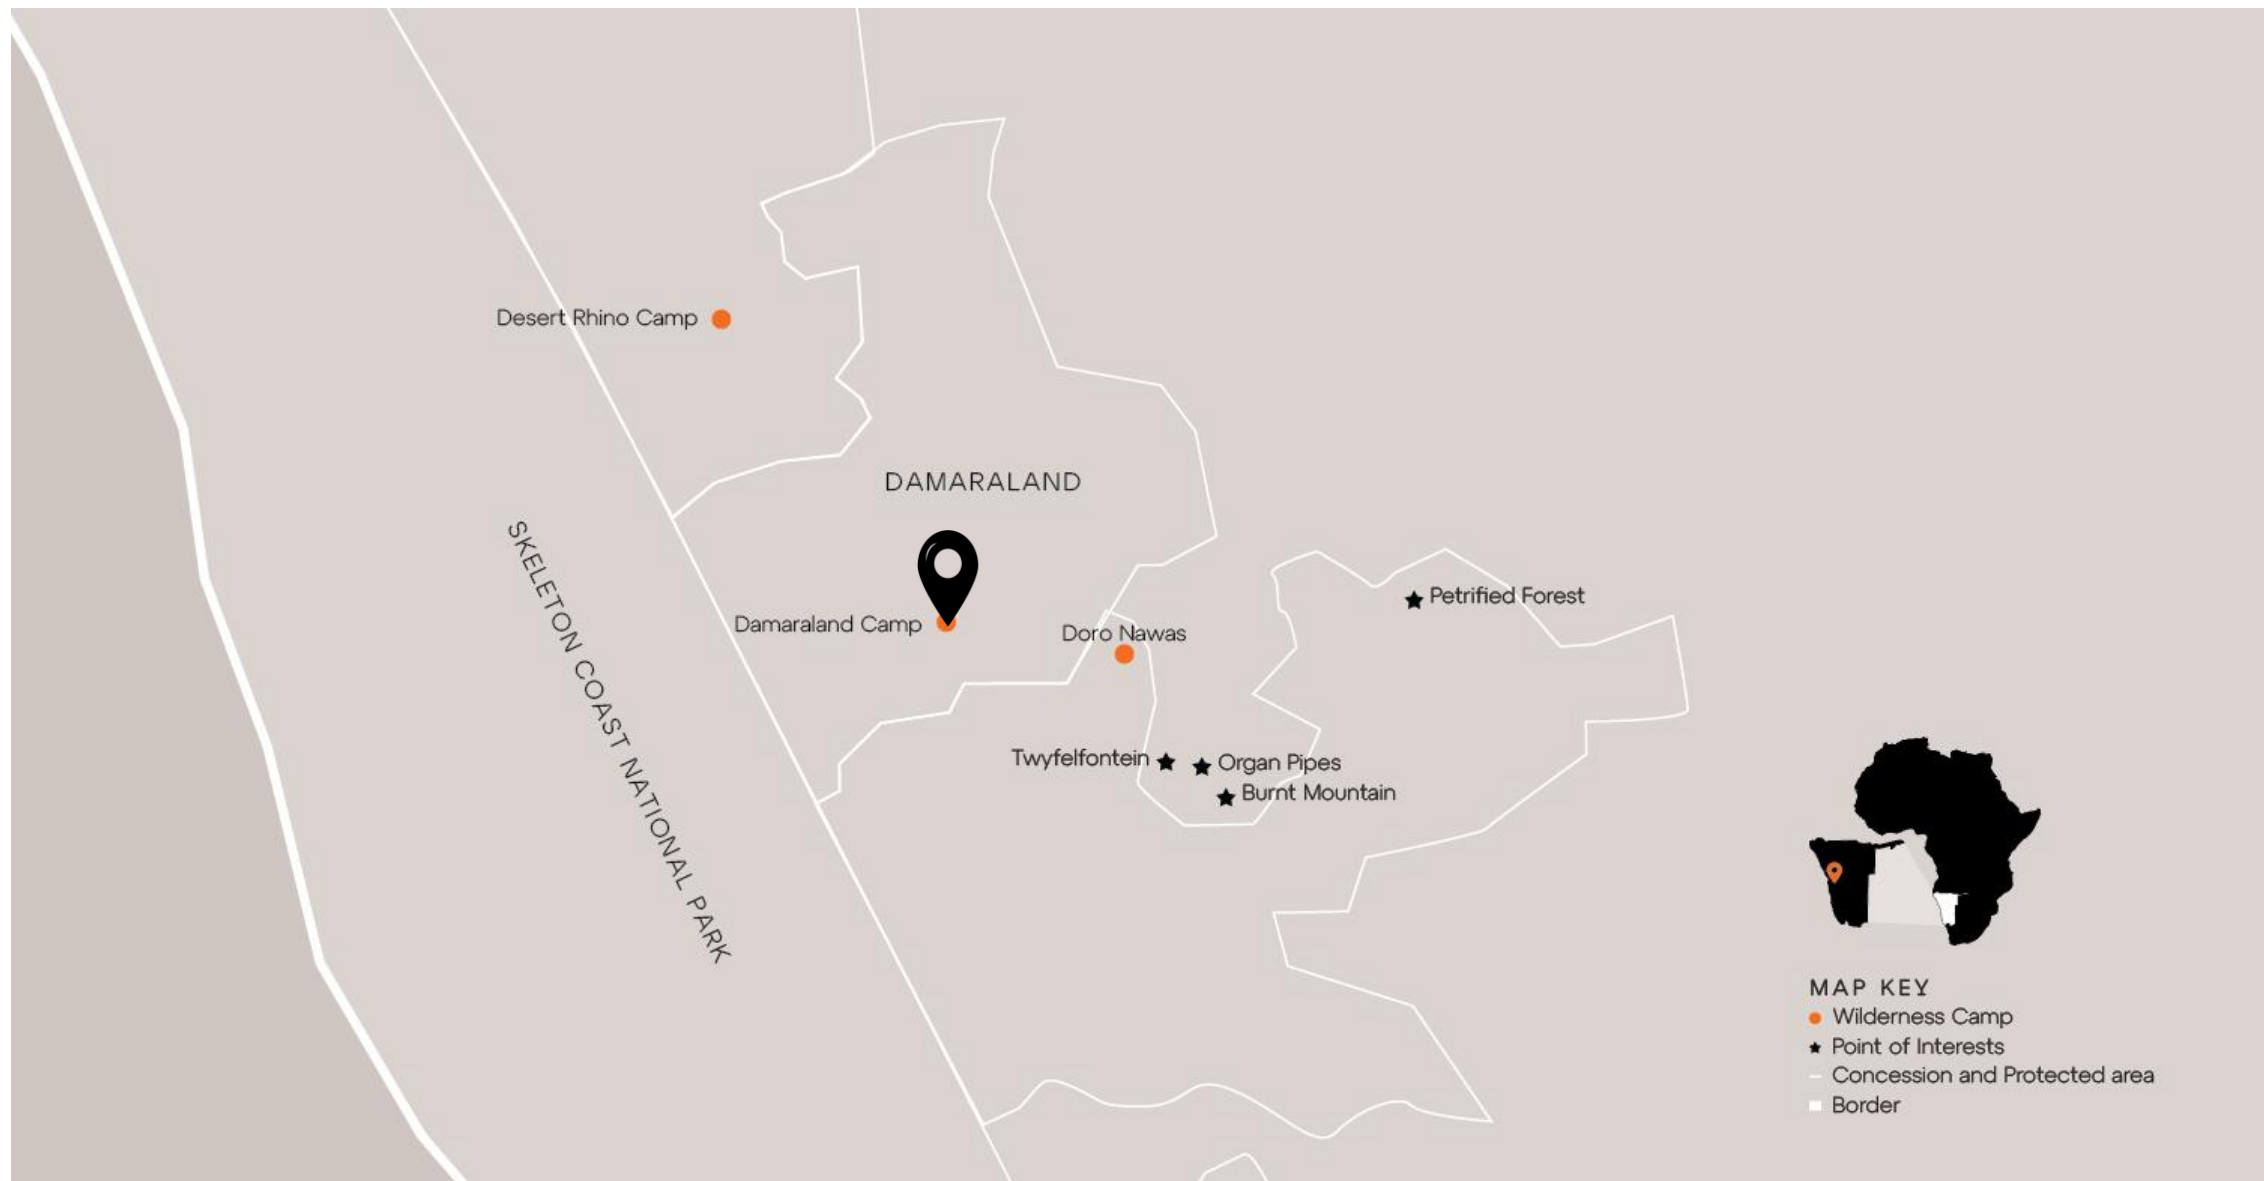 Desert Rhino Camp
DAMARALAND
SKELETON COAST NATIONAL PARK
Damaraland Camp
Doro Nawas
Petrified Forest
Twyfelfontein
Organ Pipes
Burnt Mountain
MAP KEY
Wilderness Camp
Point of Interests
Concession and Protected area
Border